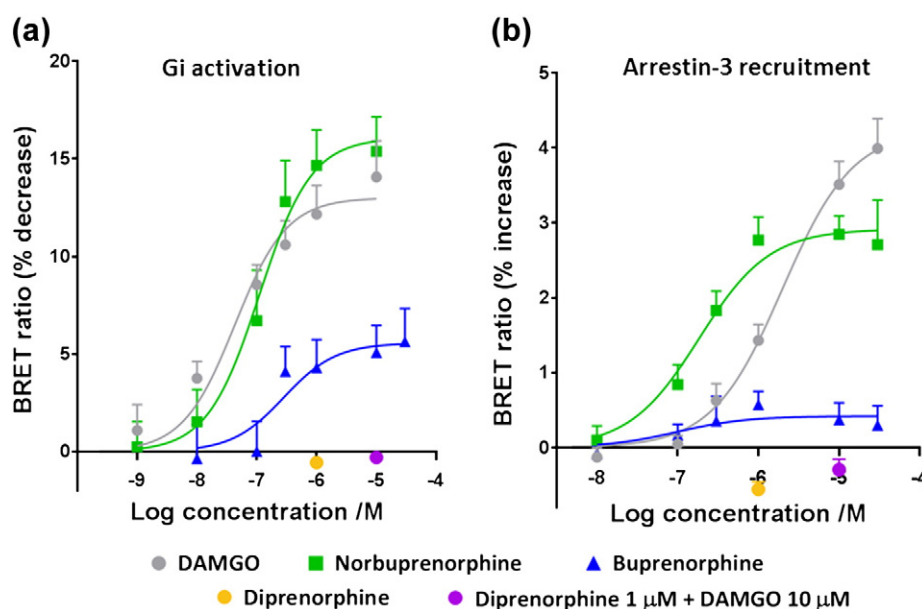 (a)
Gi activation
BRET ratio (% decrease)
20
15
10
5
0
-9
-8
-7
-6
-5
-4
Log concentration /M
(b)
Arrestin-3 recruitment
BRET ratio (% increase)
5
4
3
2
1
0
-8
-7
-6
-5
-4
Log concentration /M
DAMGO
Norbuprenorphine
Buprenorphine
Diprenorphine
Diprenorphine 1 μM + DAMGO 10 μM